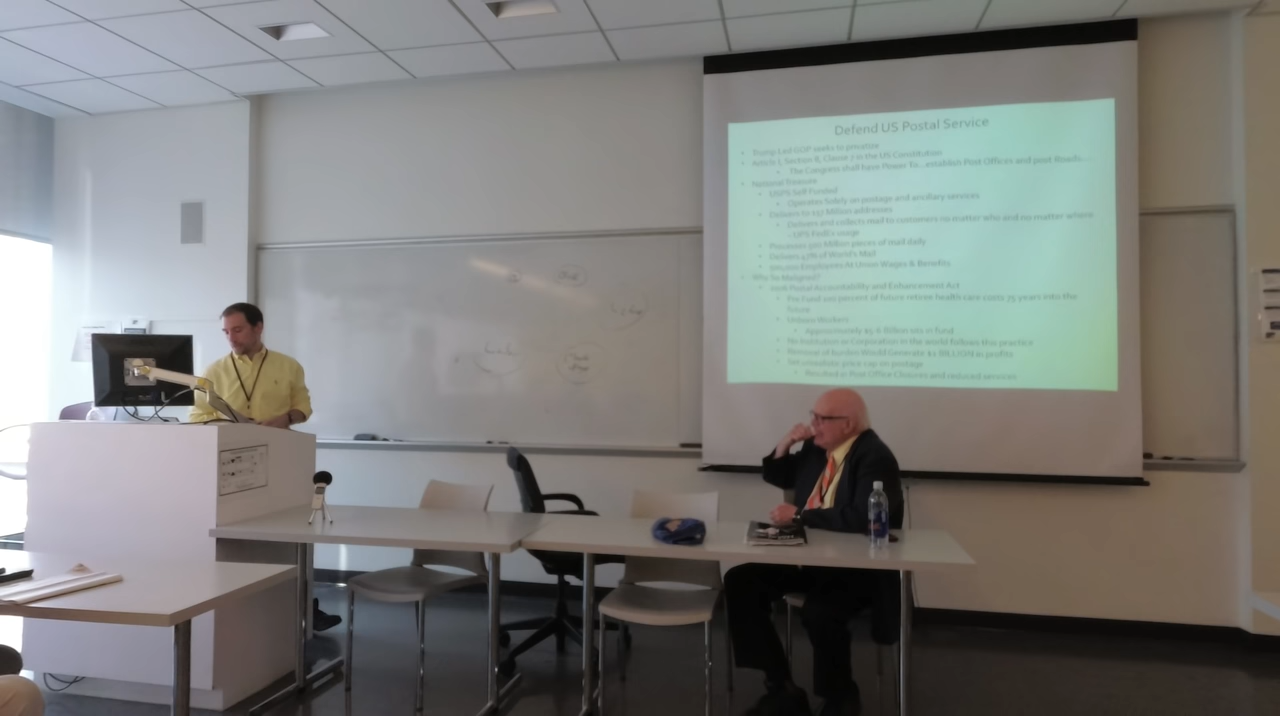 Defend US Postal Service
Trump Led GOP seeks to privatize
Article I, Section 8, Clause 7 in the US Constitution
The Congress shall have Power To...establish Post Offices and post Roads...
National Treasure
USPS Self Funded
Operates Solely on postage and ancillary services
Delivers to 157 Million addresses
Delivers and collects mail to customers no matter who and no matter where
- UPS FedEx usage
Processes Million pieces of mail daily
Delivers 47% of World's Mail
Employees At Union Wages & Benefits
Why So Maligned?
Postal Accountability and Enhancement Act
Pre Fund 100 percent of future retiree health care costs 75 years into the
future
Unborn Workers
Approximately Billion sits in fund
No Institution or Corporation in the world follows this practice
Removal of burden Would Generate BILLION in profits
Set unrealistic price cap on postage
Resulted in Post Office Closures and reduced services